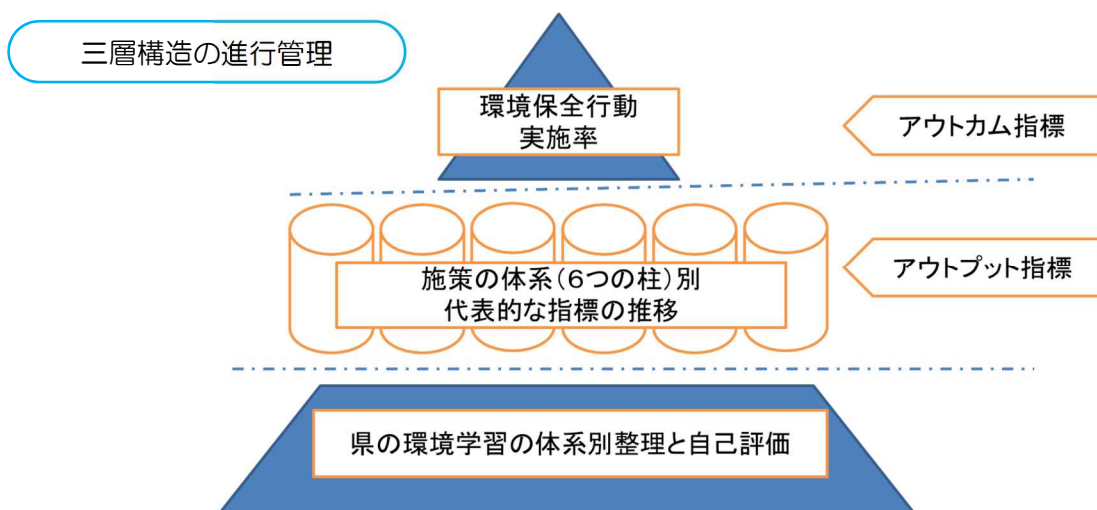 三層構造の進行管理
環境保全行動
実施率
アウトカム指標
施策の体系(6つの柱)別
代表的な指標の推移
アウトプット指標
県の環境学習の体系別整理と自己評価